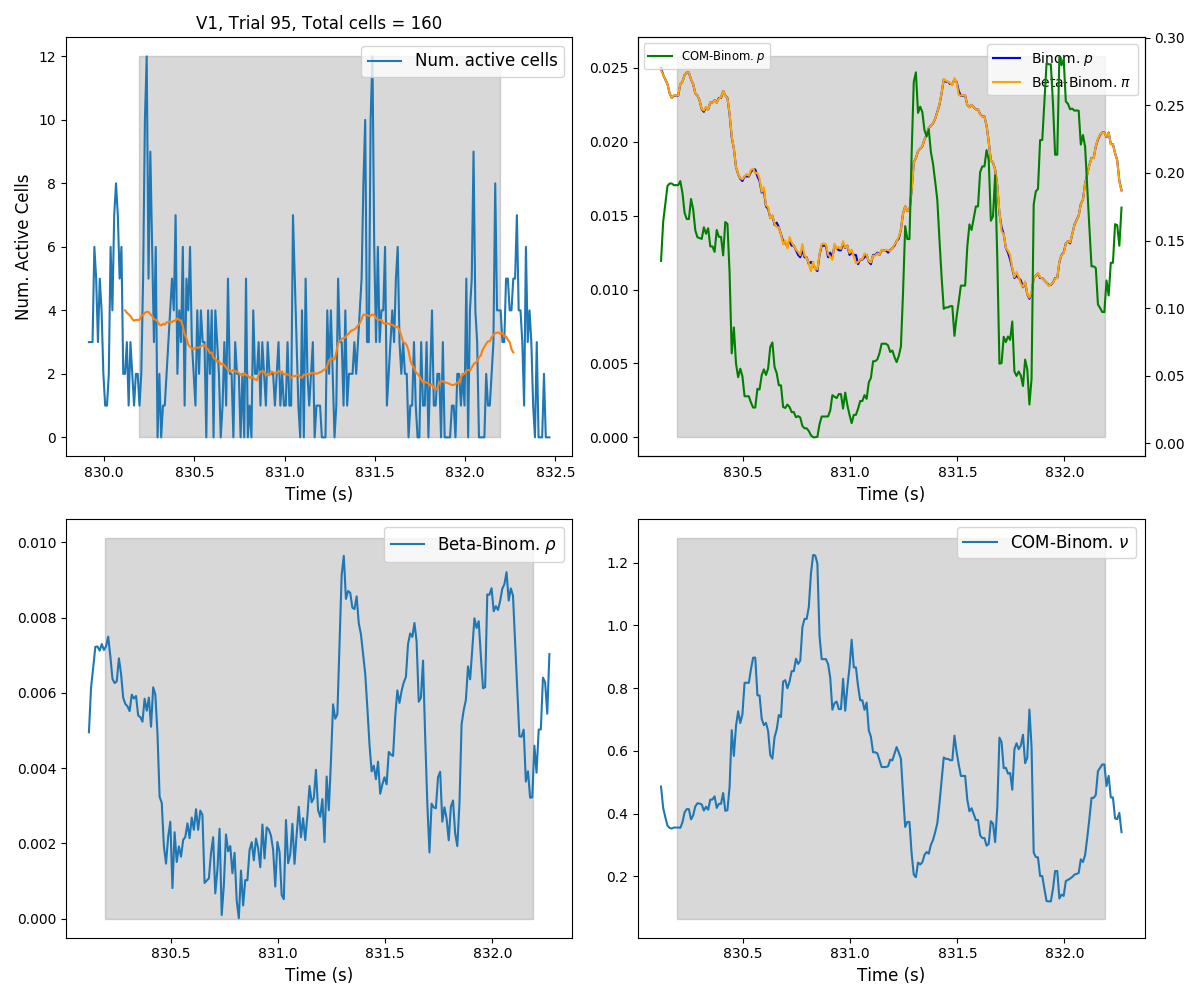 V1, Trial 95, Total cells = 160
Num. Active Cells
12
10
8
6
4
2
0
Num. active cells
830.0 830.5 831.0 831.5 832.0 832.5
Time (s)
COM-Binom. p
Binom. p
Beta-Binom. π
0.025
0.020
0.015
0.010
0.005
0.000
0.30
0.25
0.20
0.15
0.10
0.05
0.00
830.5 831.0 831.5 832.0
Time (s)
Beta-Binom. ρ
0.010
0.008
0.006
0.004
0.002
0.000
830.5 831.0 831.5 832.0
Time (s)
COM-Binom. ν
1.2
1.0
0.8
0.6
0.4
0.2
830.5 831.0 831.5 832.0
Time (s)